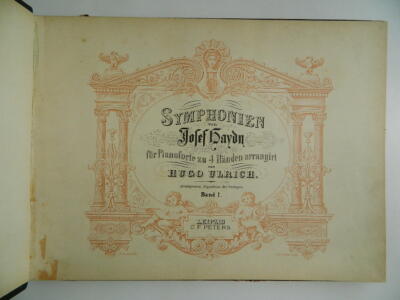 SYMPHONIEN
von
Josef Haydn
für Pianoforte zu 4 Händen arrangirt
von
HUGO ULRICH.
Band I.
LEIPZIG
C. F. PETERS